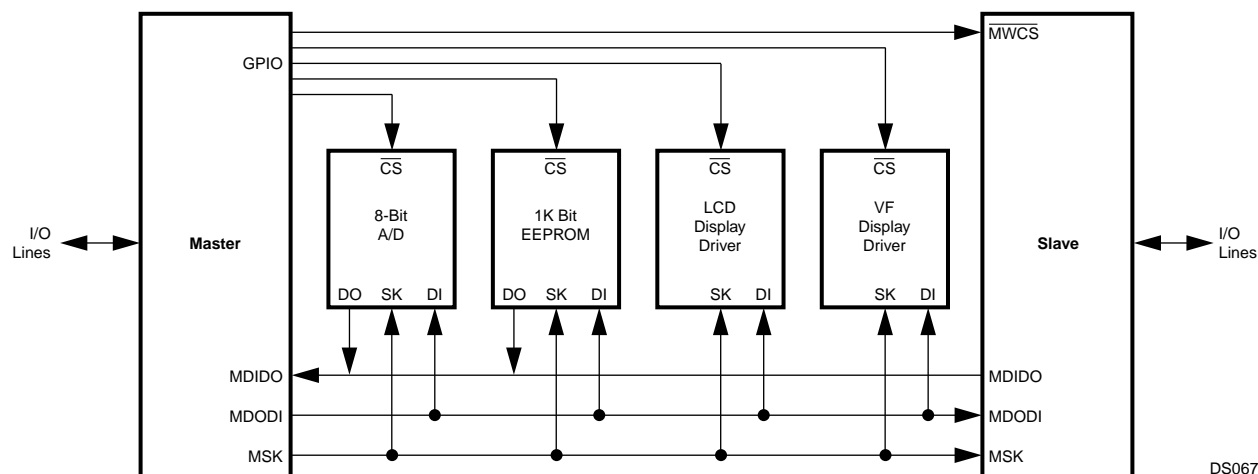 MWCS
GPIO
CS CS CS CS
8-Bit
A/D
1K Bit
EEPROM
LCD
Display
Driver
VF
Display
Driver
I/O
Lines
Master
Slave
I/O
Lines
DO SK DI
DO SK DI
SK DI
SK DI
MDIDO MDIDO
MDODI MDODI
MSK MSK
DS067